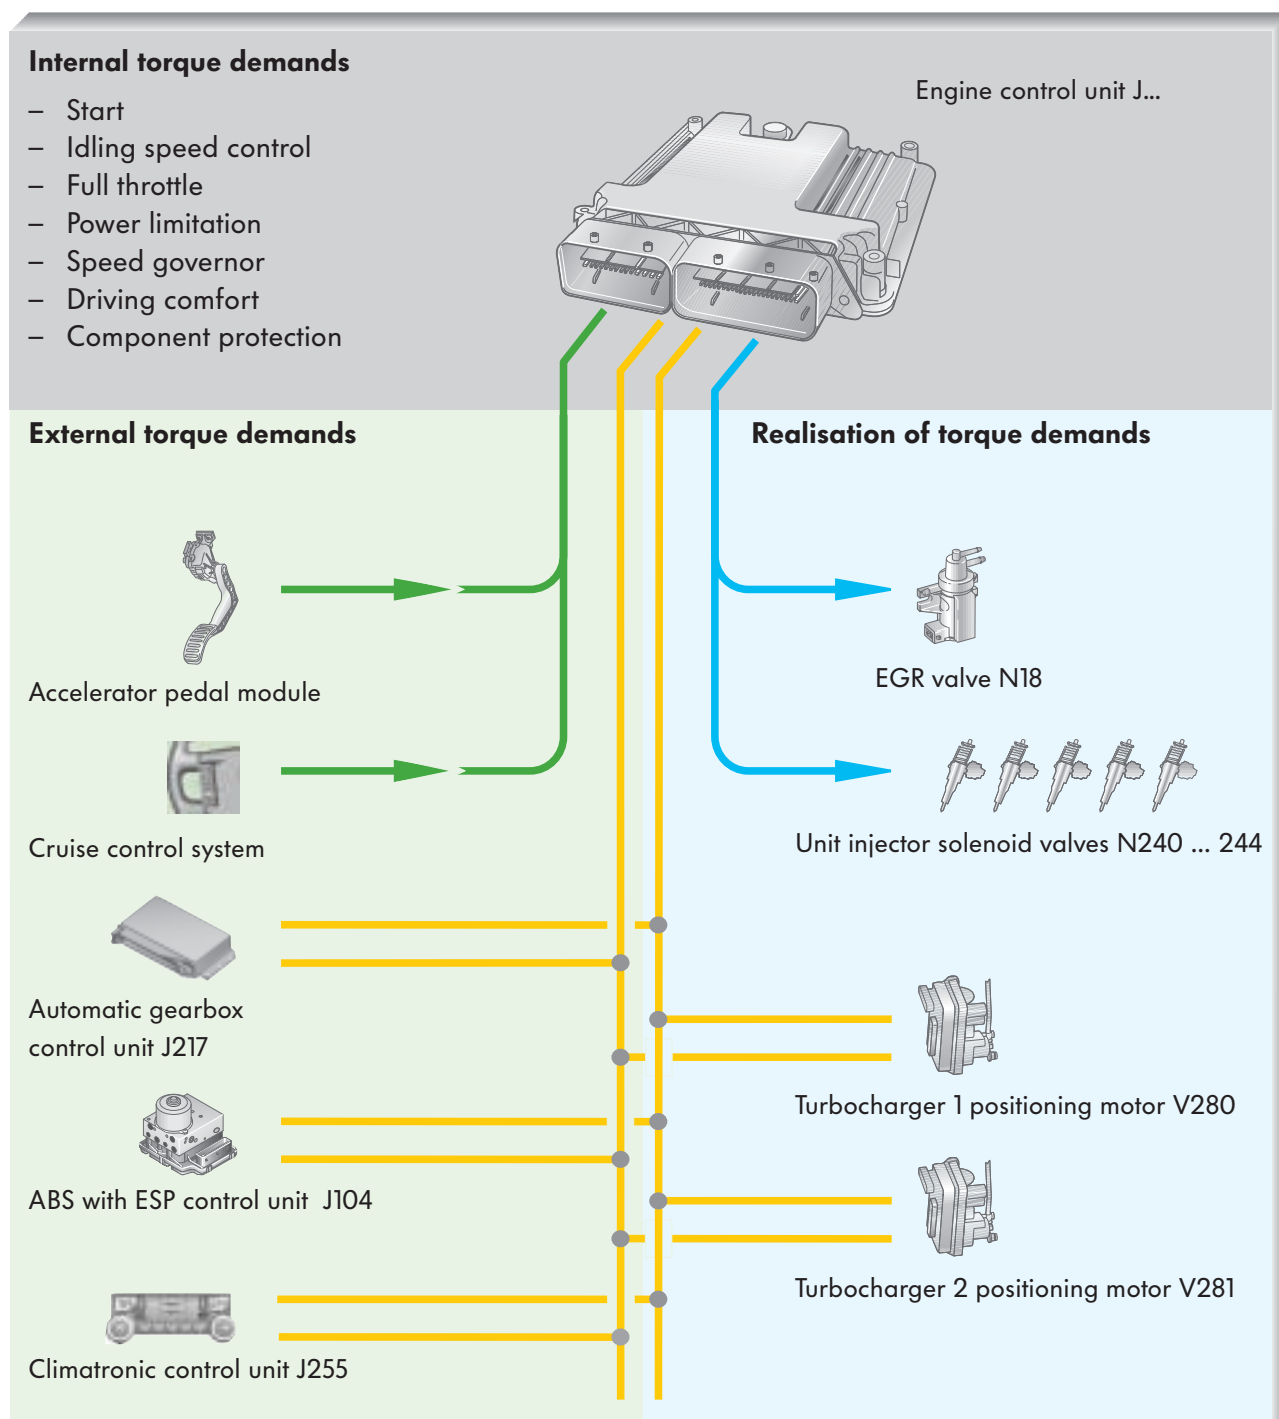 Internal torque demands
– Start
– Idling speed control
– Full throttle
– Power limitation
– Speed governor
– Driving comfort
– Component protection
Engine control unit J...
External torque demands
Realisation of torque demands
Accelerator pedal module
EGR valve N18
Cruise control system
Unit injector solenoid valves N240 ... 244
Automatic gearbox
control unit J217
Turbocharger 1 positioning motor V280
ABS with ESP control unit J104
Turbocharger 2 positioning motor V281
Climatronic control unit J255